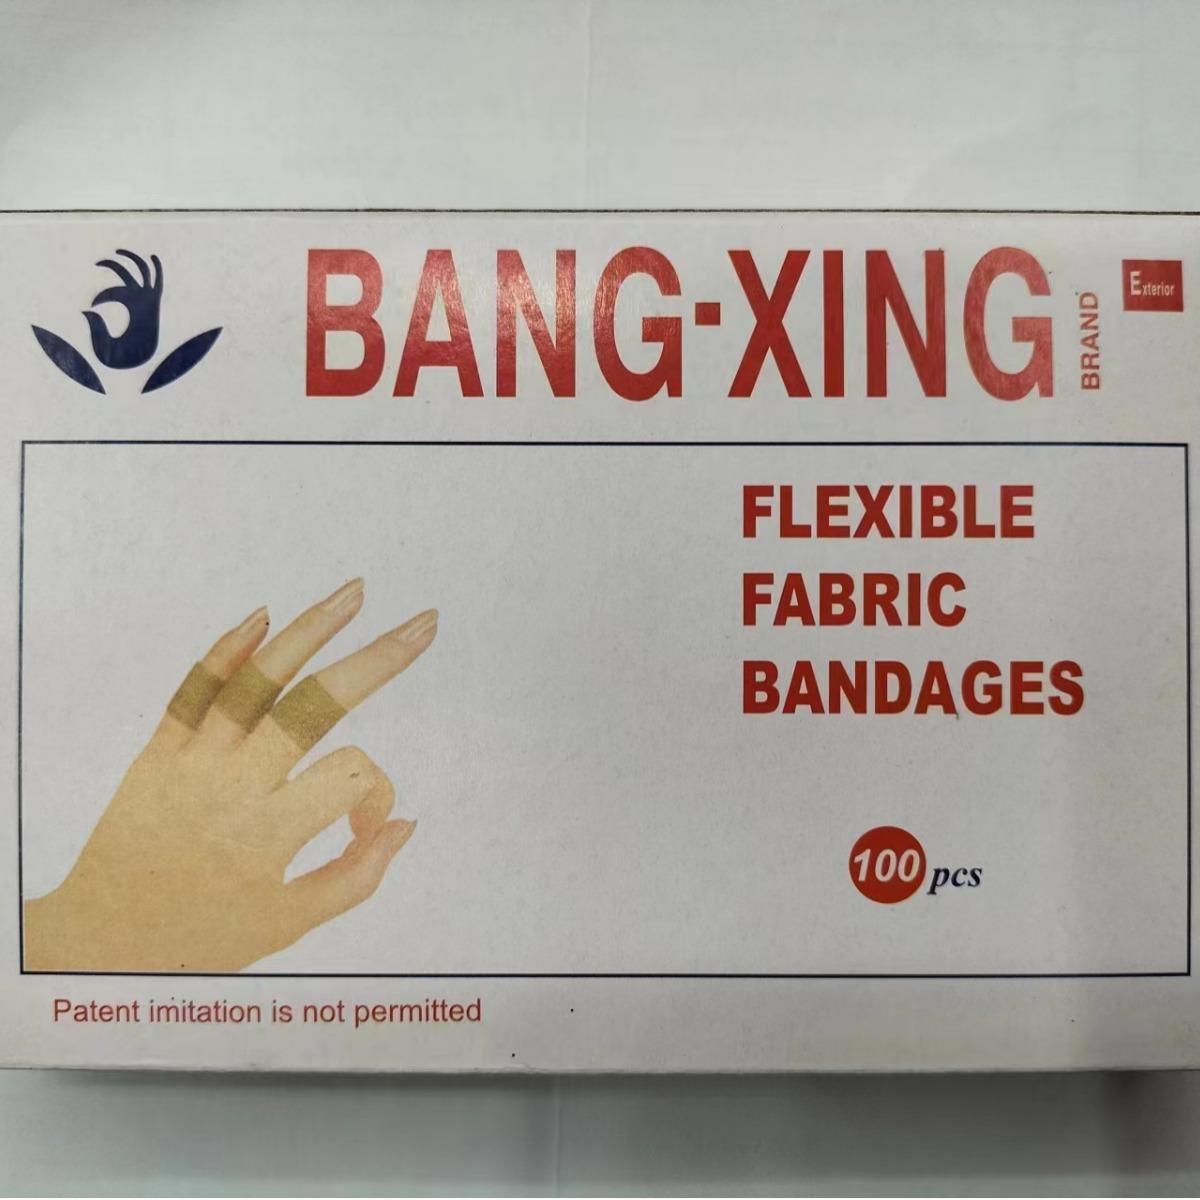 BANG-XING
BRAND
Exterior
FLEXIBLE
FABRIC
BANDAGES
100 pcs
Patent imitation is not permitted